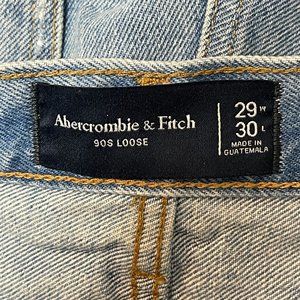 Abercrombie & Fitch
90S LOOSE
29 W
30 L
MADE IN
GUATEMALA